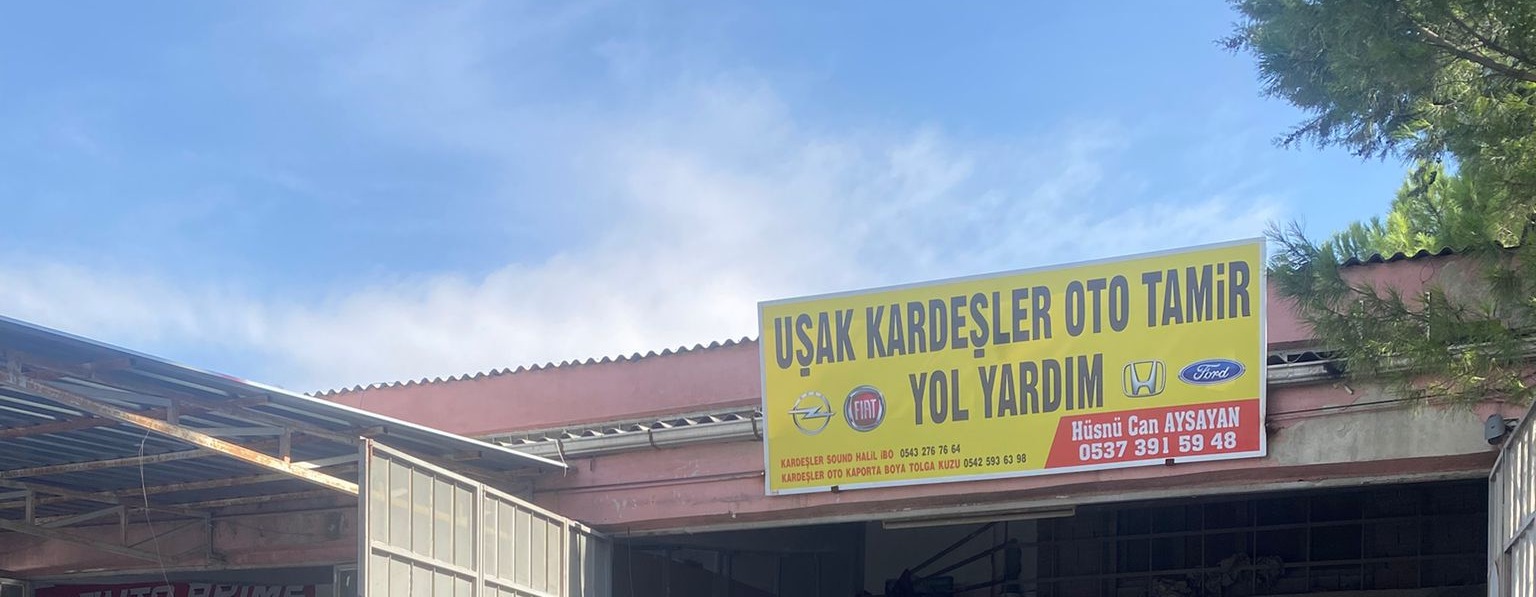 UŞAK KARDEŞLER OTO TAMİR
YOL YARDIM
FIAT
Ford
Hüsnü Can AYSAYAN
0537 391 59 48
KARDEŞLER SOUND HALİL İBO 0543 276 76 64
KARDEŞLER OTO KAPORTA BOYA TOLGA KUZU 0542 593 63 98